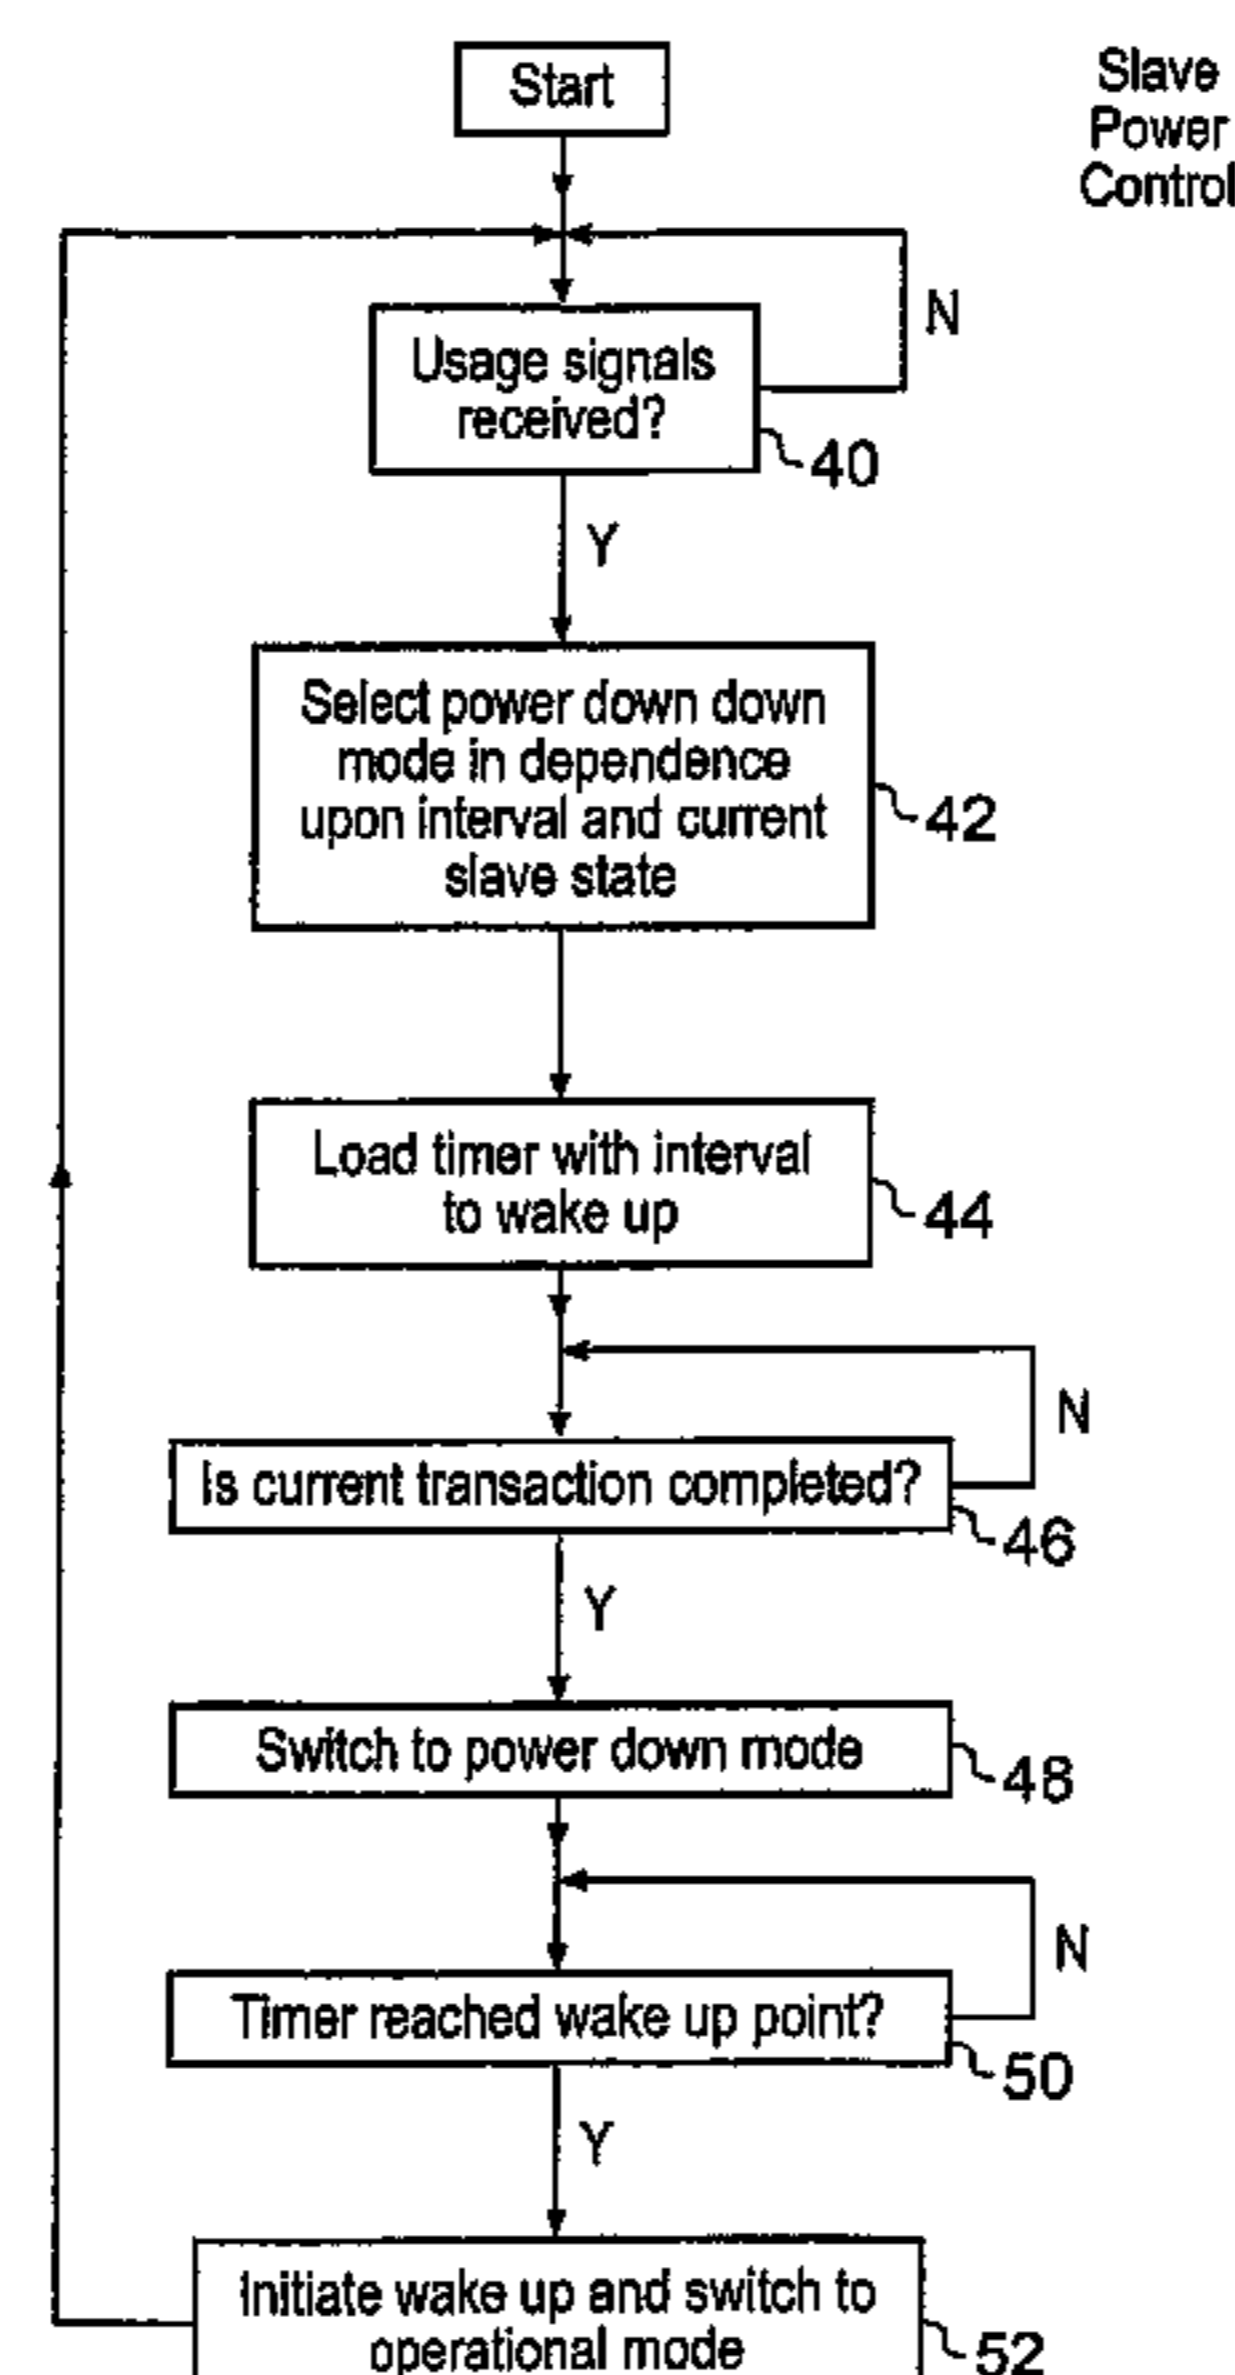 Start
Slave
Power
Control
N
Usage signals
received?
40
Y
Select power down down
mode in dependence
upon interval and current
slave state
42
Load timer with interval
to wake up
44
N
Is current transaction completed?
46
Y
Switch to power down mode
48
N
Timer reached wake up point?
50
Y
Initiate wake up and switch to
operational mode
52